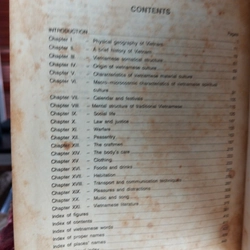 CONTENTS
Pages
INTRODUCTION
Chapter I. - Physical geography of Vietnam
Chapter II. - A brief history of Vietnam
Chapter III - Vietnamese sociopical structure
Chapter IV - Origin of vietnamese culture
Chapter V. - Characteristics of vietnamese material culture
Chapter VI. - characteristics of vietnamese spiritual culture
Chapter VII - Calendar and festivals
Chapter VIII - Mental structure of traditional vietnamese
Chapter IX. - Social life
Chapter X. - Law and justice
Chapter XI - Warfare
Chapter XII - Peasantry
Chapter XIII. - The craftmen
Chapter XIV - The body's care
Chapter XV. - Clothing
Chapter XVI. - Foods and drinks
Chapter XVII. - Habitation
Chapter XVIII - Transport and communication techniques
Chapter XIX. - Pleasures and distractions
Chapter XX. - Music and song
Chapter XXI - Vietnamese literature
Index of figures
Index of contents
Index of vietnamese words
Index of proper names
Index of places' names